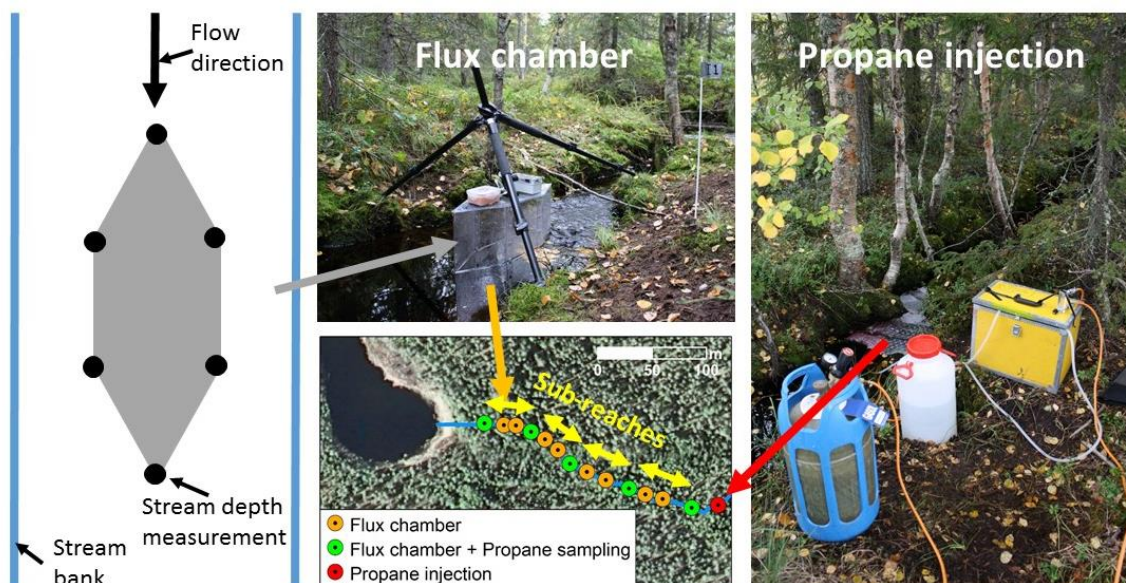 Flow
direction
Stream depth
measurement
Stream
bank
Flux chamber
11
0
50
100
m
Sub-reaches
Flux chamber
Flux chamber + Propane sampling
Propane injection
Propane injection